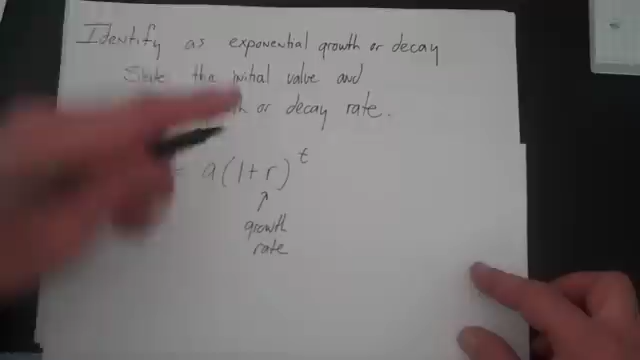 Identify as exponential growth or decay
State the initial value and
or decay rate.
a(1+r)^t
↑
growth
rate